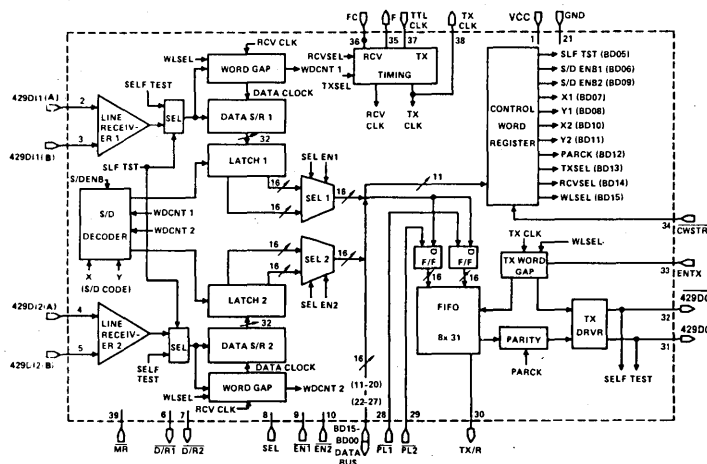 FC F TTL CLK TX CLK VCC GND
36 35 37 38 1 21
RCV CLK
WLSEL
WORD GAP
WDCNT 1
RCVSEL
TXSEL
RCV TX
TIMING
RCV CLK
TX CLK
SELF TEST
DATA CLOCK
429DI1(A) 2
429DI1(B) 3
LINE RECEIVER 1
SEL
DATA S/R 1
32
SLF TST
LATCH 1
16
16
SEL EN1
SEL 1
16
11
CONTROL WORD REGISTER
SLF TST (BD05)
S/D ENB1 (BD06)
S/D ENB2 (BD09)
X1 (BD07)
Y1 (BD08)
X2 (BD10)
Y2 (BD11)
PARCK (BD12)
TXSEL (BD13)
RCVSEL (BD14)
WLSEL (BD15)
34 CWSTR
S/DENB
S/D DECODER
WDCNT 1
WDCNT 2
X Y
(S/D CODE)
16
16
SEL 2
16
SEL EN2
D F/F
D F/F
16 16
TX CLK
WLSEL
TX WORD GAP
33 ENTX
LATCH 2
32
FIFO
8x 31
429DI2(A) 4
429DI2(B) 5
LINE RECEIVER 2
SEL
SELF TEST
DATA S/R 2
DATA CLOCK
WORD GAP
WLSEL
RCV CLK
WDCNT 2
16
(11-20)
(22-27)
PARITY
PARCK
TX DRVR
32 429DO
31 429DO
SELF TEST
39 6 7 8 9 10 28 29 30
MR D/R1 D/R2 SEL EN1 EN2 BD15-BD00 DATA BUS PL1 PL2 TX/R